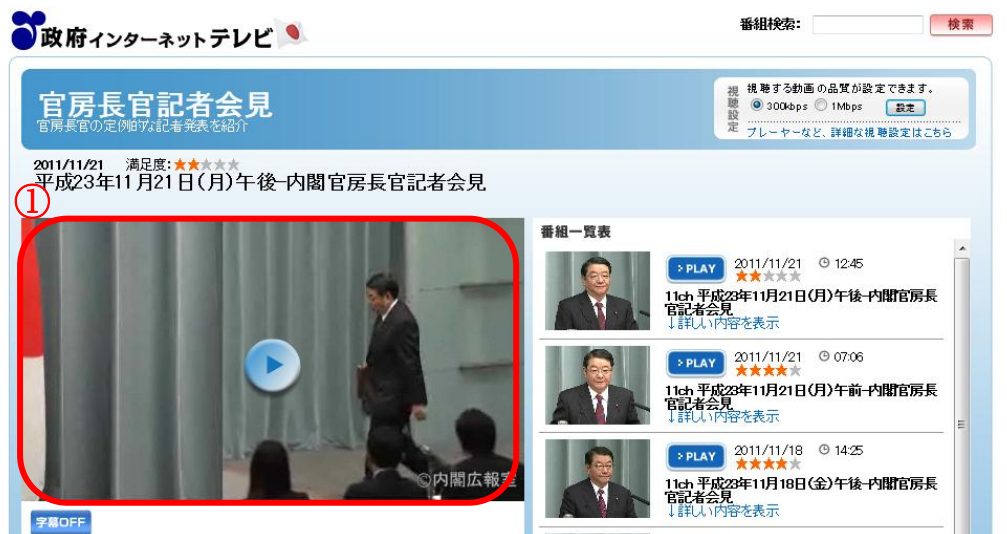 政府インターネットテレビ
番組検索:
検索
官房長官記者会見
官房長官の定例的な記者発表を紹介
視聴設定
視聴する動画の品質が設定できます。
300kbps 1Mbps 設定
プレーヤーなど、詳細な視聴設定はこちら
2011/11/21 満足度:★★★★★
平成23年11月21日(月)午後-内閣官房長官記者会見
①
©内閣広報室
字幕OFF
番組一覧表
PLAY 2011/11/21 12:45
★★★★★
11ch 平成23年11月21日(月)午後-内閣官房長
官記者会見
↓詳しい内容を表示
PLAY 2011/11/21 07:06
★★★★★
11ch 平成23年11月21日(月)午前-内閣官房長
官記者会見
↓詳しい内容を表示
PLAY 2011/11/18 14:25
★★★★★
11ch 平成23年11月18日(金)午後-内閣官房長
官記者会見
↓詳しい内容を表示